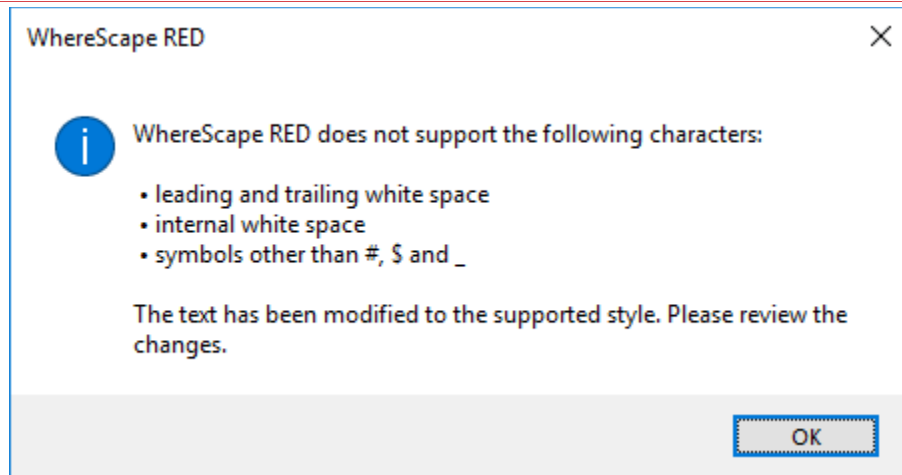 WhereScape RED
WhereScape RED does not support the following characters:
• leading and trailing white space
• internal white space
• symbols other than #, $ and _
The text has been modified to the supported style. Please review the
changes.
OK